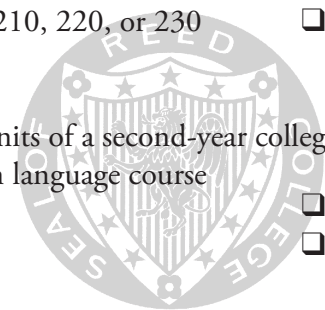 210, 220, or 230 ❑
nits of a second-year colleg
n language course
❑
❑
SEAL OF REED COLLEGE